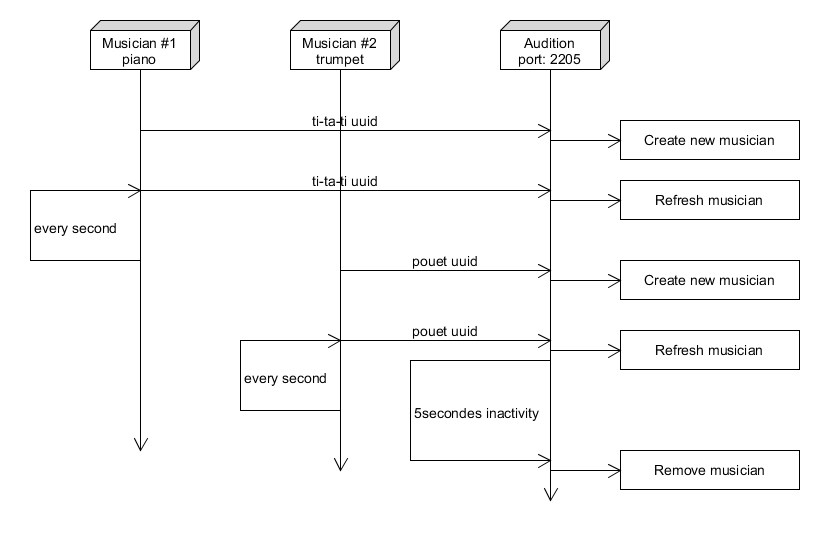 Musician #1
piano
Musician #2
trumpet
Audition
port: 2205
ti-ta-ti uuid
Create new musician
ti-ta-ti uuid
Refresh musician
every second
pouet uuid
Create new musician
pouet uuid
Refresh musician
every second
5secondes inactivity
Remove musician